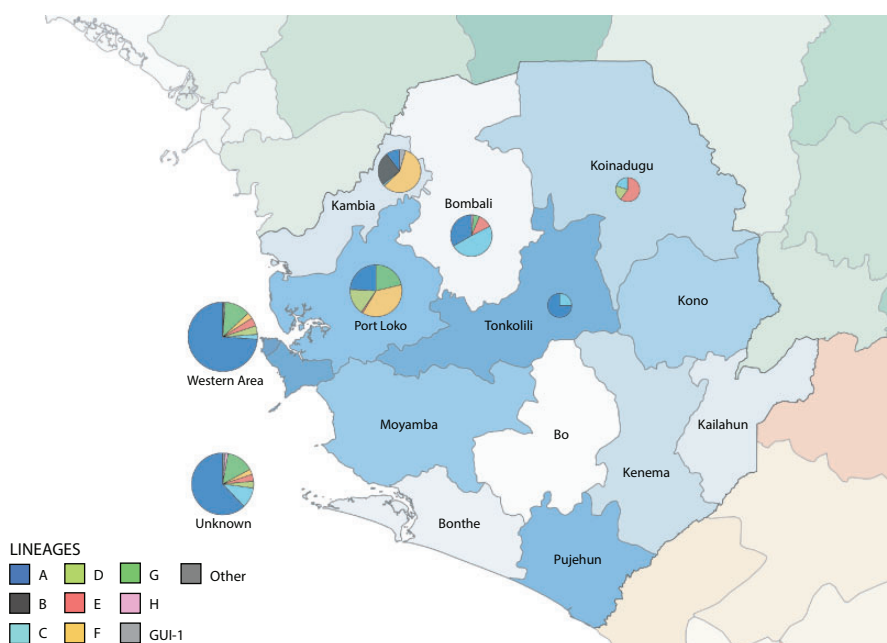 Koinadugu
Kambia
Bombali
Kono
Port Loko
Tonkolili
Western Area
Moyamba
Bo
Kailahun
Kenema
Unknown
Bonthe
Pujehun
LINEAGES
A D G Other
B E H
C F GUI-1